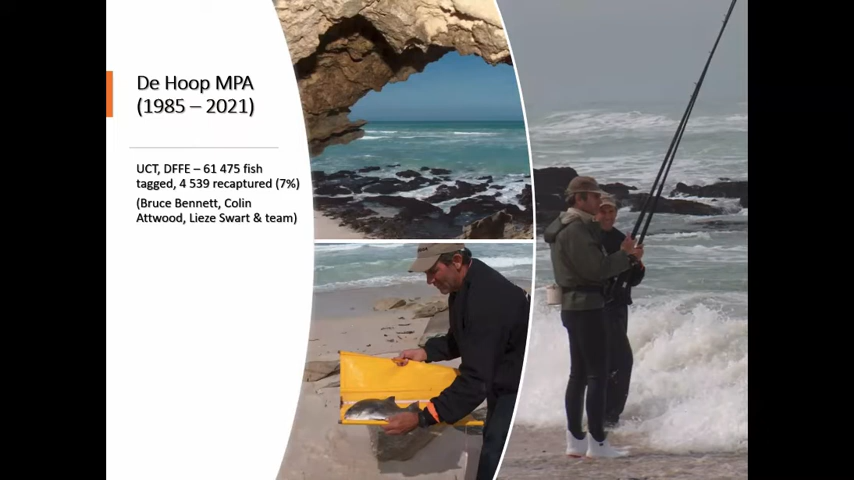 De Hoop MPA
(1985 – 2021)
UCT, DFFE – 61 475 fish
tagged, 4 539 recaptured (7%)
(Bruce Bennett, Colin
Attwood, Lieze Swart & team)